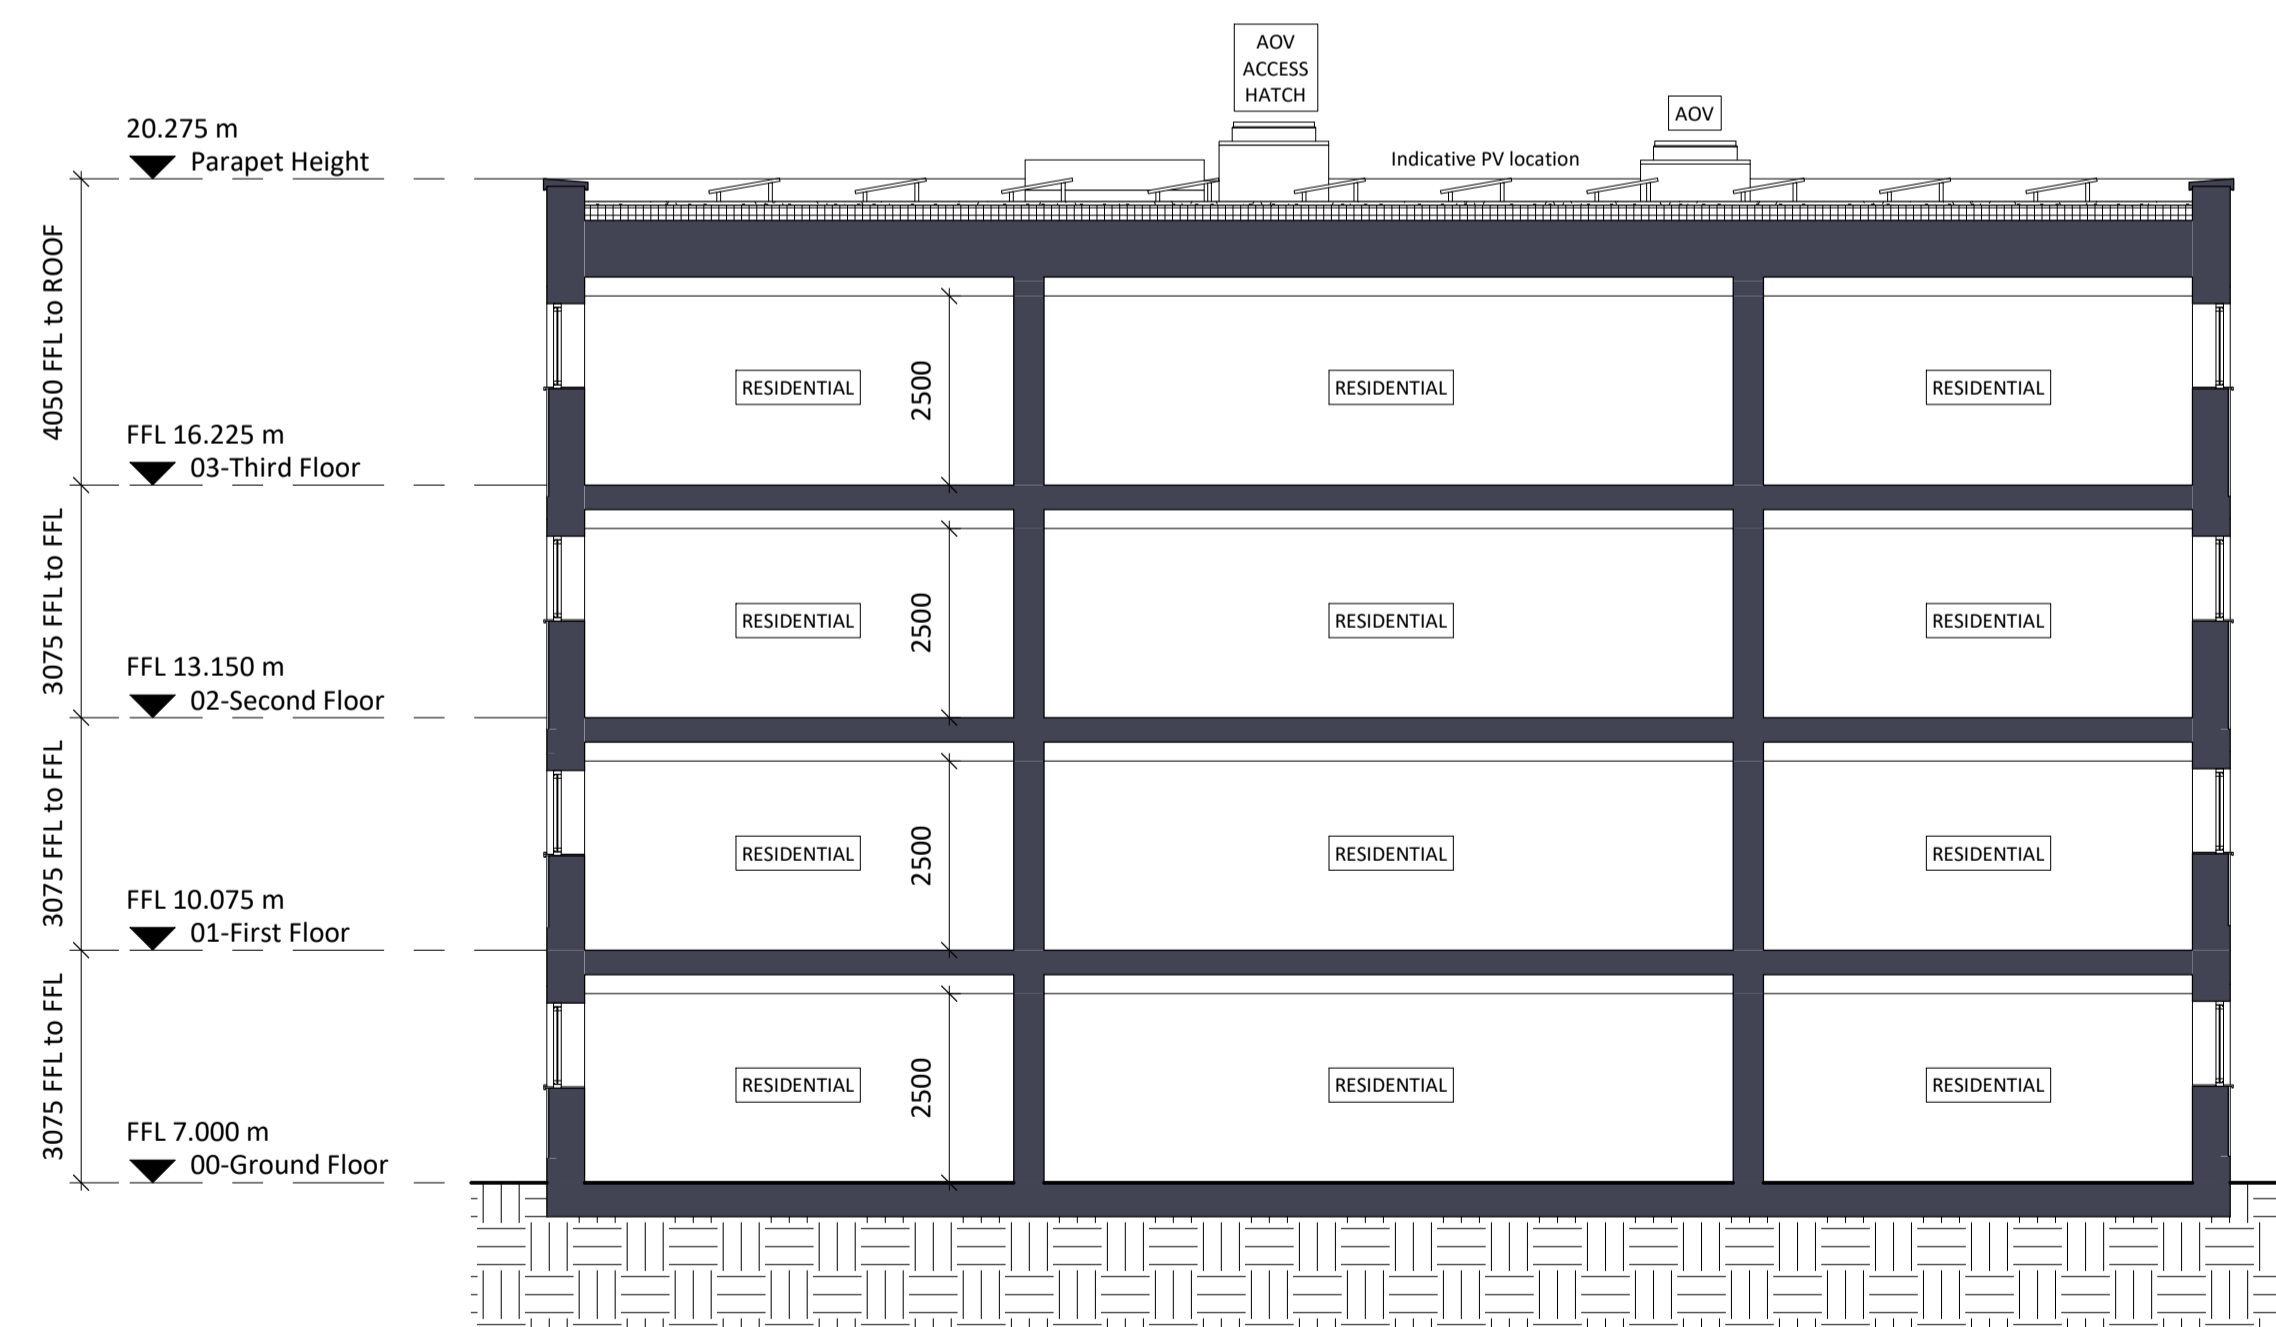 AOV
ACCESS
HATCH
AOV
20.275 m
Parapet Height
Indicative PV location
4050 FFL to ROOF
RESIDENTIAL
2500
RESIDENTIAL
RESIDENTIAL
FFL 16.225 m
03-Third Floor
3075 FFL to FFL
RESIDENTIAL
2500
RESIDENTIAL
RESIDENTIAL
FFL 13.150 m
02-Second Floor
3075 FFL to FFL
RESIDENTIAL
2500
RESIDENTIAL
RESIDENTIAL
FFL 10.075 m
01-First Floor
3075 FFL to FFL
RESIDENTIAL
2500
RESIDENTIAL
RESIDENTIAL
FFL 7.000 m
00-Ground Floor